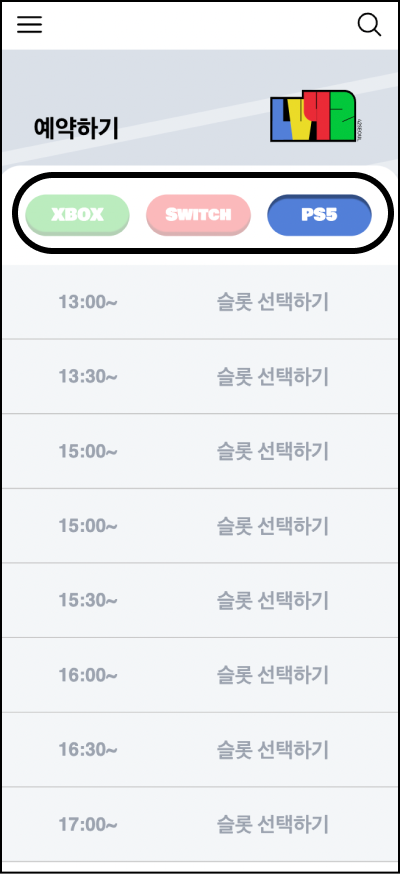 예약하기
XBOX
SWITCH
PS5
13:00~ 슬롯 선택하기
13:30~ 슬롯 선택하기
15:00~ 슬롯 선택하기
15:00~ 슬롯 선택하기
15:30~ 슬롯 선택하기
16:00~ 슬롯 선택하기
16:30~ 슬롯 선택하기
17:00~ 슬롯 선택하기